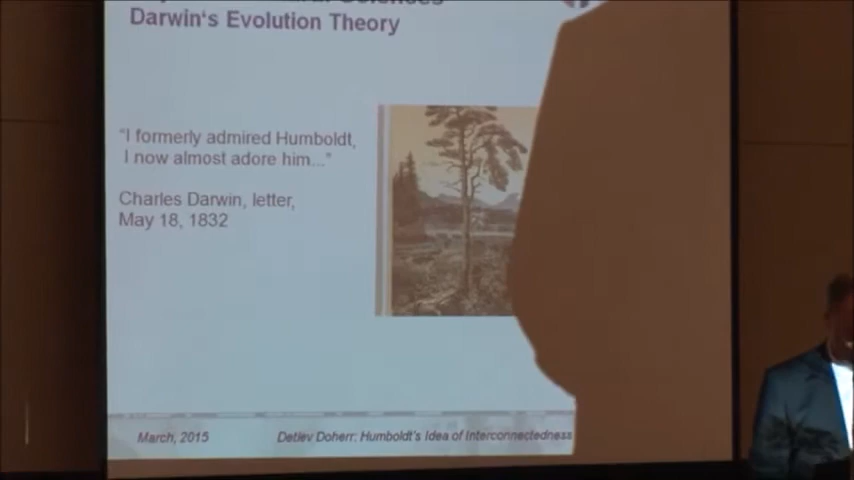 Darwin‘s Evolution Theory
“I formerly admired Humboldt,
I now almost adore him...”
Charles Darwin, letter,
May 18, 1832
March, 2015
Detlev Doherr: Humboldt's Idea of Interconnectedness